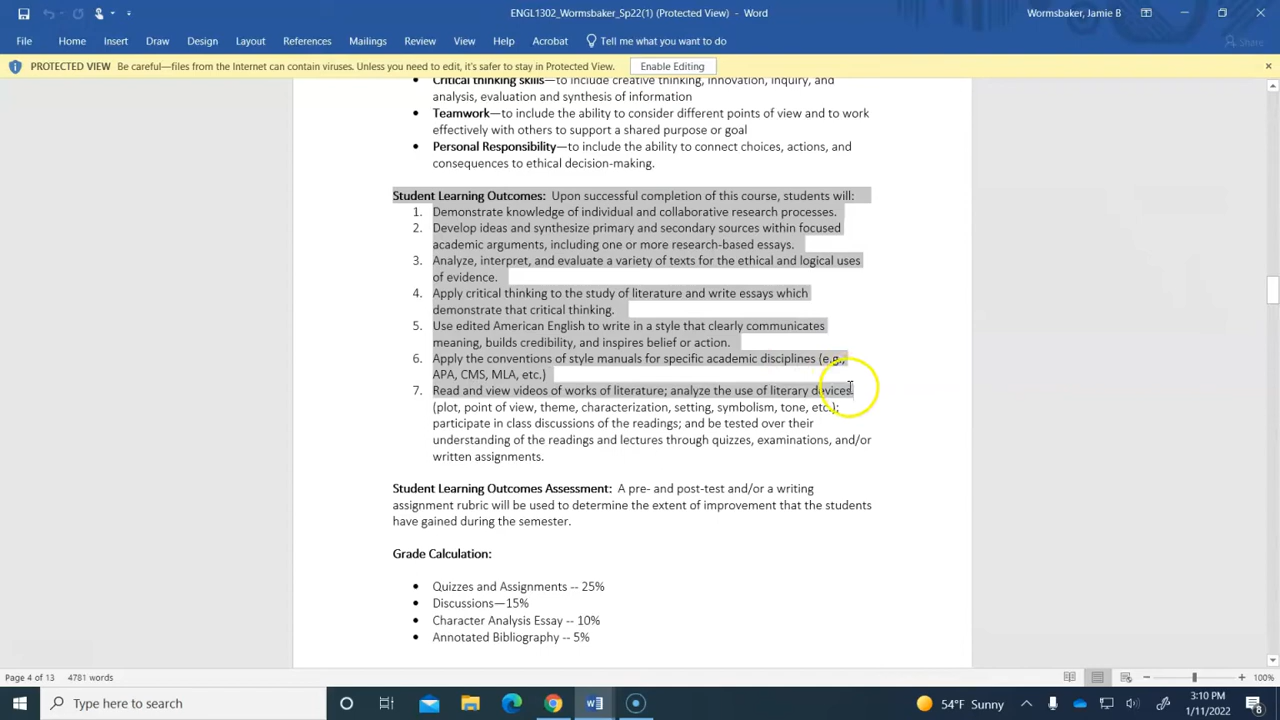 ENGL1302_Wormsbaker_Sp22(1) (Protected View) - Word
Wormsbaker, Jamie B
File Home Insert Draw Design Layout References Mailings Review View Help Acrobat Tell me what you want to do Share
PROTECTED VIEW Be careful—files from the Internet can contain viruses. Unless you need to edit, it's safer to stay in Protected View. Enable Editing
• Critical thinking skills—to include creative thinking, innovation, inquiry, and
analysis, evaluation and synthesis of information
• Teamwork—to include the ability to consider different points of view and to work
effectively with others to support a shared purpose or goal
• Personal Responsibility—to include the ability to connect choices, actions, and
consequences to ethical decision-making.
Student Learning Outcomes: Upon successful completion of this course, students will:
1. Demonstrate knowledge of individual and collaborative research processes.
2. Develop ideas and synthesize primary and secondary sources within focused
academic arguments, including one or more research-based essays.
3. Analyze, interpret, and evaluate a variety of texts for the ethical and logical uses
of evidence.
4. Apply critical thinking to the study of literature and write essays which
demonstrate that critical thinking.
5. Use edited American English to write in a style that clearly communicates
meaning, builds credibility, and inspires belief or action.
6. Apply the conventions of style manuals for specific academic disciplines (e.g.,
APA, CMS, MLA, etc.)
7. Read and view videos of works of literature; analyze the use of literary devices
(plot, point of view, theme, characterization, setting, symbolism, tone, etc.);
participate in class discussions of the readings; and be tested over their
understanding of the readings and lectures through quizzes, examinations, and/or
written assignments.
Student Learning Outcomes Assessment: A pre- and post-test and/or a writing
assignment rubric will be used to determine the extent of improvement that the students
have gained during the semester.
Grade Calculation:
• Quizzes and Assignments -- 25%
• Discussions—15%
• Character Analysis Essay -- 10%
• Annotated Bibliography -- 5%
Page 4 of 13 4781 words 100%
Type here to search 54°F Sunny 3:10 PM
1/11/2022 8